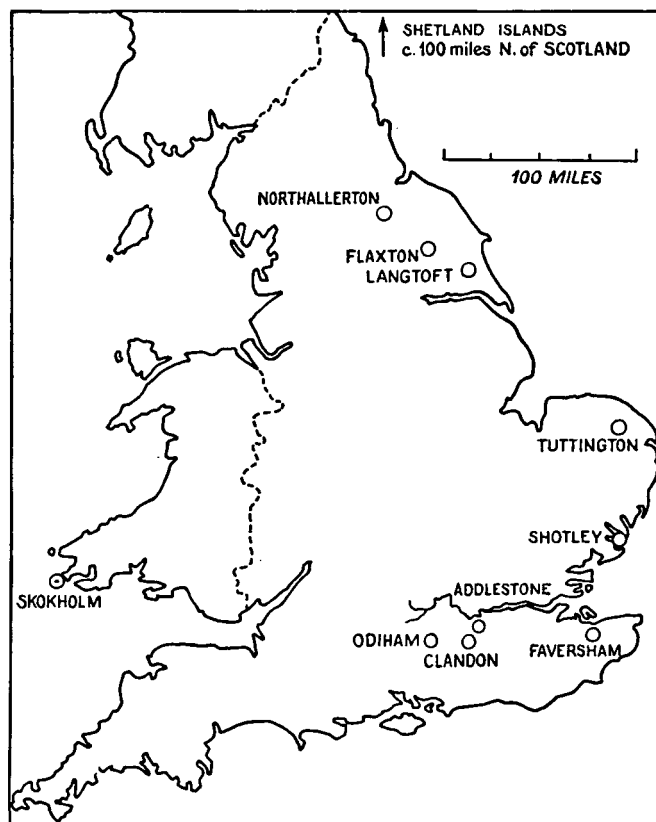 SHETLAND ISLANDS
c. 100 miles N. of SCOTLAND
100 MILES
NORTHALLERTON
FLAXTON
LANGTOFT
TUTTINGTON
SHOTLEY
SKOKHOLM
ADDLESTONE
ODIHAM
CLANDON
FAVERSHAM